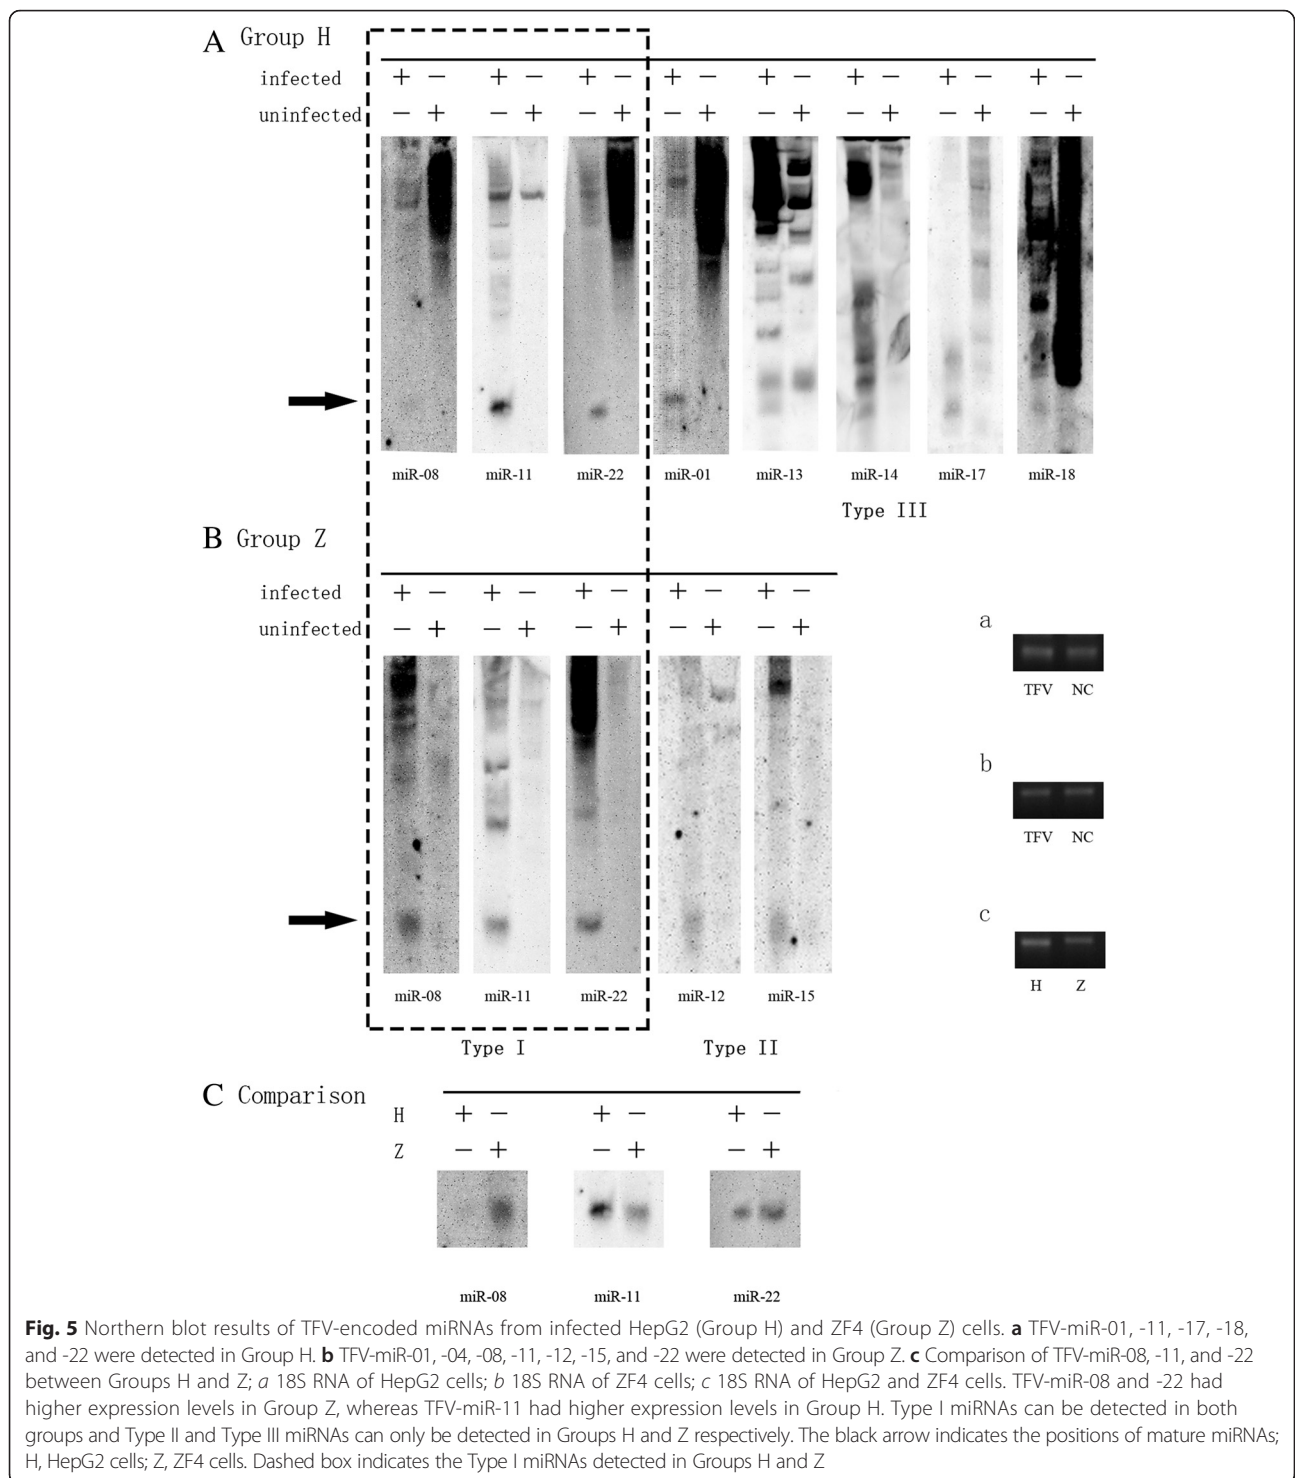 A Group H
infected + − + − + − + − + − + − + − + −
uninfected − + − + − + − + − + − + − + − +
miR-08 miR-11 miR-22 miR-01 miR-13 miR-14 miR-17 miR-18
Type III
B Group Z
infected + − + − + − + − + −
uninfected − + − + − + − + − +
miR-08 miR-11 miR-22 miR-12 miR-15
Type I Type II
a
TFV NC
b
TFV NC
c
H Z
C Comparison
H + − + − + −
Z − + − + − +
miR-08 miR-11 miR-22
Fig. 5 Northern blot results of TFV-encoded miRNAs from infected HepG2 (Group H) and ZF4 (Group Z) cells. a TFV-miR-01, -11, -17, -18,
and -22 were detected in Group H. b TFV-miR-01, -04, -08, -11, -12, -15, and -22 were detected in Group Z. c Comparison of TFV-miR-08, -11, and -22
between Groups H and Z; a 18S RNA of HepG2 cells; b 18S RNA of ZF4 cells; c 18S RNA of HepG2 and ZF4 cells. TFV-miR-08 and -22 had
higher expression levels in Group Z, whereas TFV-miR-11 had higher expression levels in Group H. Type I miRNAs can be detected in both
groups and Type II and Type III miRNAs can only be detected in Groups H and Z respectively. The black arrow indicates the positions of mature miRNAs;
H, HepG2 cells; Z, ZF4 cells. Dashed box indicates the Type I miRNAs detected in Groups H and Z